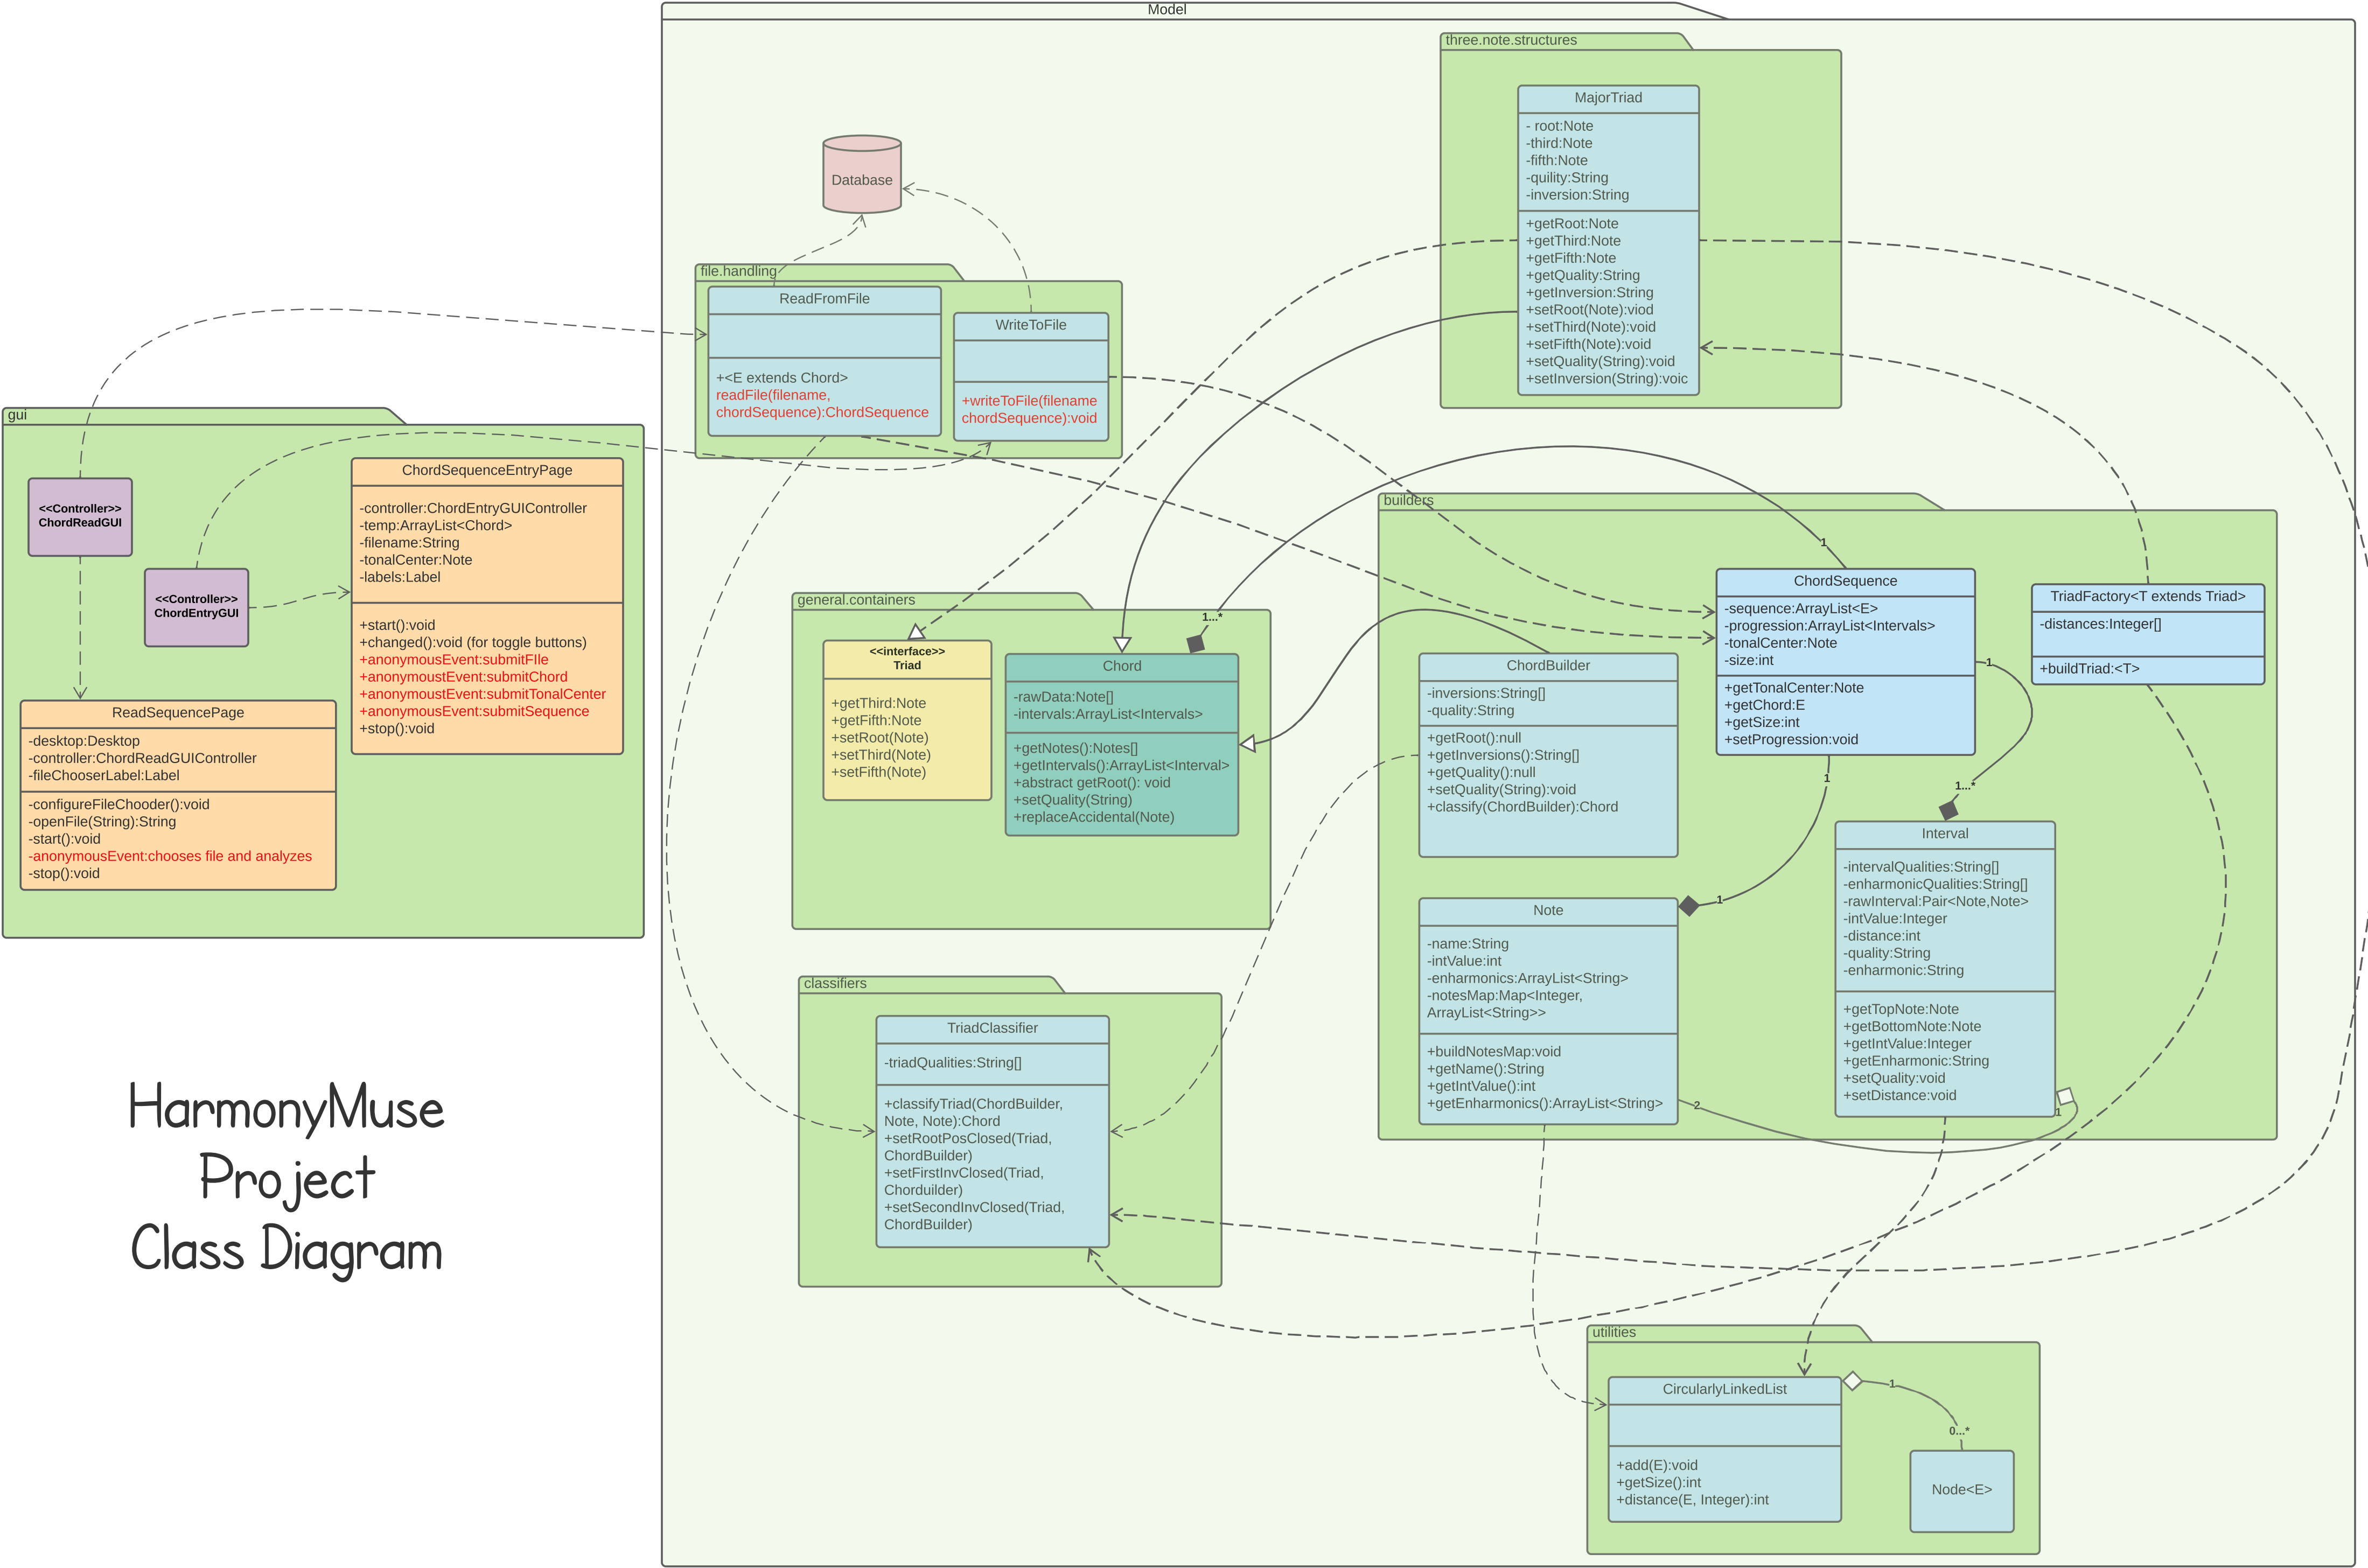 Model
three.note.structures
MajorTriad
- root:Note
-third:Note
-fifth:Note
-quility:String
-inversion:String
+getRoot:Note
+getThird:Note
+getFifth:Note
+getQuality:String
+getInversion:String
+setRoot(Note):viod
+setThird(Note):void
+setFifth(Note):void
+setQuality(String):void
+setInversion(String):voic
Database
file.handling
ReadFromFile
+<E extends Chord>
readFile(filename,
chordSequence):ChordSequence
WriteToFile
+writeToFile(filename
chordSequence):void
gui
<<Controller>>
ChordReadGUI
<<Controller>>
ChordEntryGUI
ChordSequenceEntryPage
-controller:ChordEntryGUIController
-temp:ArrayList<Chord>
-filename:String
-tonalCenter:Note
-labels:Label
+start():void
+changed():void (for toggle buttons)
+anonymousEvent:submitFIle
+anonymoustEvent:submitChord
+anonymoustEvent:submitTonalCenter
+anonymousEvent:submitSequence
+stop():void
ReadSequencePage
-desktop:Desktop
-controller:ChordReadGUIController
-fileChooserLabel:Label
-configureFileChooder():void
-openFile(String):String
-start():void
-anonymousEvent:chooses file and analyzes
-stop():void
general.containers
<<interface>>
Triad
+getThird:Note
+getFifth:Note
+setRoot(Note)
+setThird(Note)
+setFifth(Note)
1...*
Chord
-rawData:Note[]
-intervals:ArrayList<Intervals>
+getNotes():Notes[]
+getIntervals():ArrayList<Interval>
+abstract getRoot(): void
+setQuality(String)
+replaceAccidental(Note)
builders
1
ChordSequence
-sequence:ArrayList<E>
-progression:ArrayList<Intervals>
-tonalCenter:Note
-size:int
+getTonalCenter:Note
+getChord:E
+getSize:int
+setProgression:void
1
1
TriadFactory<T extends Triad>
-distances:Integer[]
+buildTriad:<T>
ChordBuilder
-inversions:String[]
-quality:String
+getRoot():null
+getInversions():String[]
+getQuality():null
+setQuality(String):void
+classify(ChordBuilder):Chord
1...*
Interval
-intervalQualities:String[]
-enharmonicQualities:String[]
-rawInterval:Pair<Note,Note>
-intValue:Integer
-distance:int
-quality:String
-enharmonic:String
+getTopNote:Note
+getBottomNote:Note
+getIntValue:Integer
+getEnharmonic:String
+setQuality:void
+setDistance:void
1
1
Note
-name:String
-intValue:int
-enharmonics:ArrayList<String>
-notesMap:Map<Integer,
ArrayList<String>>
+buildNotesMap:void
+getName():String
+getIntValue():int
+getEnharmonics():ArrayList<String>
2
classifiers
TriadClassifier
-triadQualities:String[]
+classifyTriad(ChordBuilder,
Note, Note):Chord
+setRootPosClosed(Triad,
ChordBuilder)
+setFirstInvClosed(Triad,
Chorduilder)
+setSecondInvClosed(Triad,
ChordBuilder)
HarmonyMuse
Project
Class Diagram
utilities
CircularlyLinkedList
+add(E):void
+getSize():int
+distance(E, Integer):int
1
0...*
Node<E>